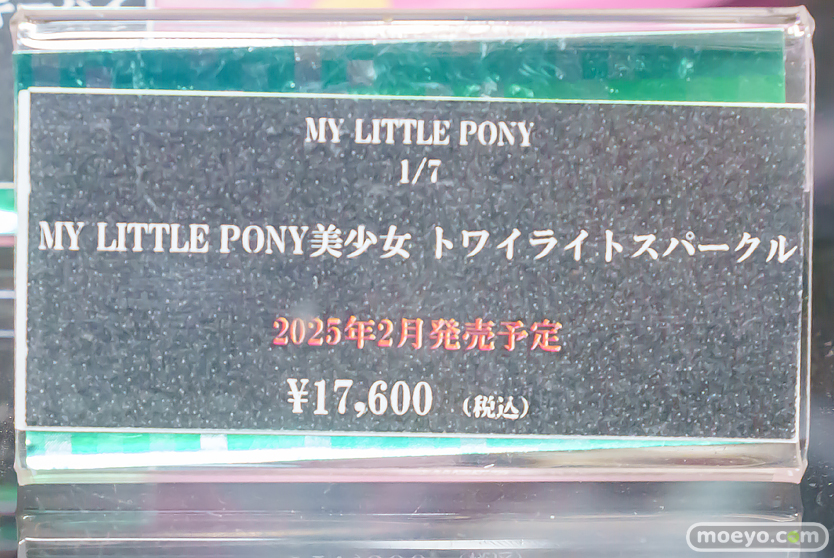 MY LITTLE PONY
1/7
MY LITTLE PONY美少女 トワイライトスパークル
2025年2月発売予定
¥17,600 (税込)
moeyo.com